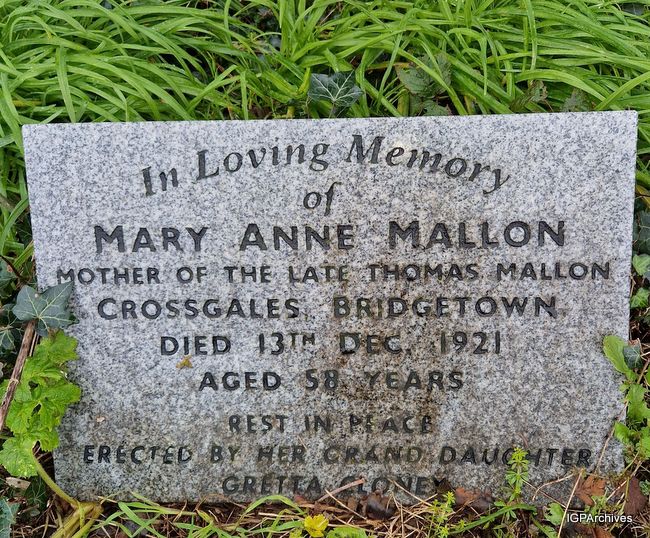 In Loving Memory
of
MARY ANNE MALLON
MOTHER OF THE LATE THOMAS MALLON
CROSSGALES, BRIDGETOWN
DIED 13TH DEC. 1921
AGED 58 YEARS
REST IN PEACE
ERECTED BY HER GRAND DAUGHTER
GRETTA CLONEY
IGPArchives